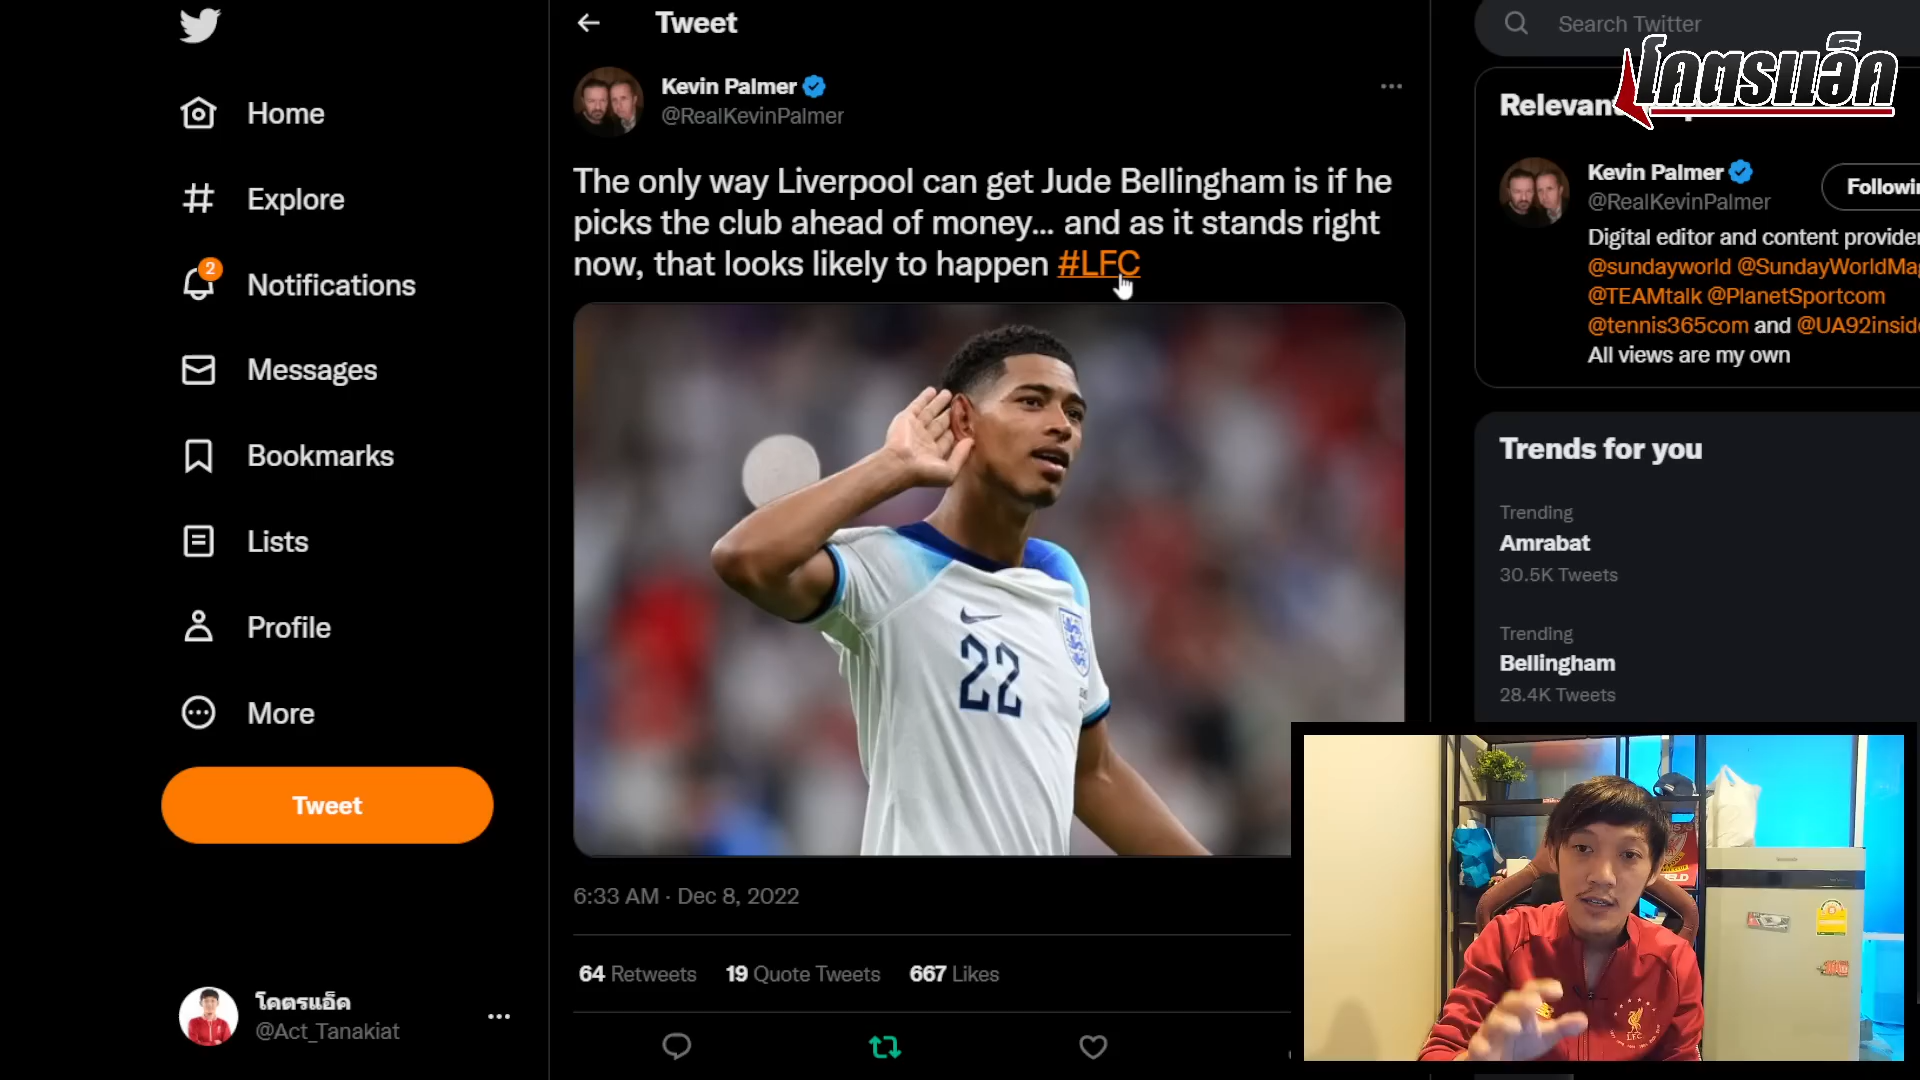 Home
Explore
2
Notifications
Messages
Bookmarks
Lists
Profile
More
Tweet
โคตรแอ็ค
@Act_Tanakiat
Tweet
Kevin Palmer
@RealKevinPalmer
The only way Liverpool can get Jude Bellingham is if he
picks the club ahead of money... and as it stands right
now, that looks likely to happen #LFC
22
6:33 AM · Dec 8, 2022
64 Retweets 19 Quote Tweets 667 Likes
Search Twitter
โคตรแอ็ค
Relevant
Kevin Palmer
@RealKevinPalmer
Followin
Digital editor and content provider
@sundayworld @SundayWorldMag
@TEAMtalk @PlanetSportcom
@tennis365com and @UA92inside
All views are my own
Trends for you
Trending
Amrabat
30.5K Tweets
Trending
Bellingham
28.4K Tweets